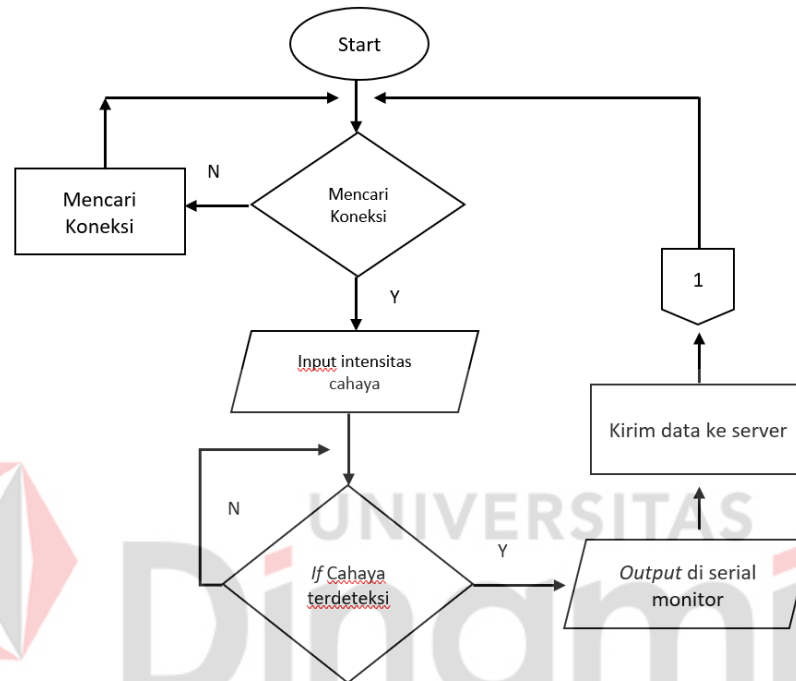 Start
Mencari
Koneksi
N
Mencari
Koneksi
Y
1
Input intensitas
cahaya
Kirim data ke server
N
UNIVERSITAS
If Cahaya
terdeteksi
Y
Output di serial
monitor